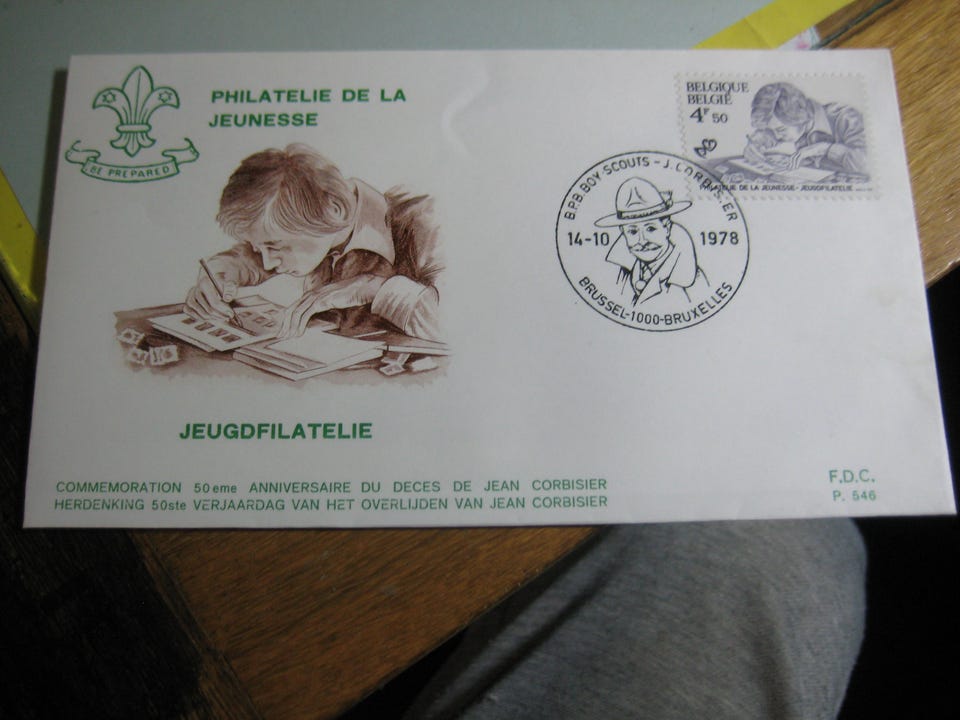 PHILATELIE DE LA
JEUNESSE
BE PREPARED
BELGIQUE
BELGIË
4F 50
PHILATELIE DE LA JEUNESSE-JEUGDFILATELIE
B.P.B. BOY-SCOUTS - J. CORBISIER
14-10 1978
BRUSSEL-1000-BRUXELLES
JEUGDFILATELIE
COMMEMORATION 50eme ANNIVERSAIRE DU DECES DE JEAN CORBISIER
HERDENKING 50ste VERJAARDAG VAN HET OVERLIJDEN VAN JEAN CORBISIER
F.D.C.
P. 546